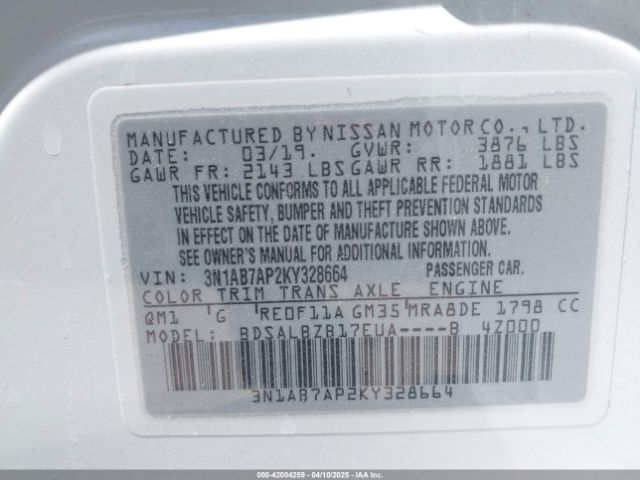 MANUFACTURED BY NISSAN MOTOR CO., LTD.
DATE: 03/19. GVWR: 3876 LBS
GAWR FR: 2143 LBS GAWR RR: 1881 LBS
THIS VEHICLE CONFORMS TO ALL APPLICABLE FEDERAL MOTOR
VEHICLE SAFETY, BUMPER AND THEFT PREVENTION STANDARDS
IN EFFECT ON THE DATE OF MANUFACTURE SHOWN ABOVE.
SEE OWNER'S MANUAL FOR ADDITIONAL INFORMATION.
VIN: 3N1AB7AP2KY328664 PASSENGER CAR.
COLOR TRIM TRANS AXLE ENGINE
QM1 'G 'RE0F11A GM35'MRA8DE 1798 CC
MODEL: BDSALBZB17EUA----B 4Z000
3N1AB7AP2KY328664
000-42004259 - 04/10/2025 - IAA Inc.